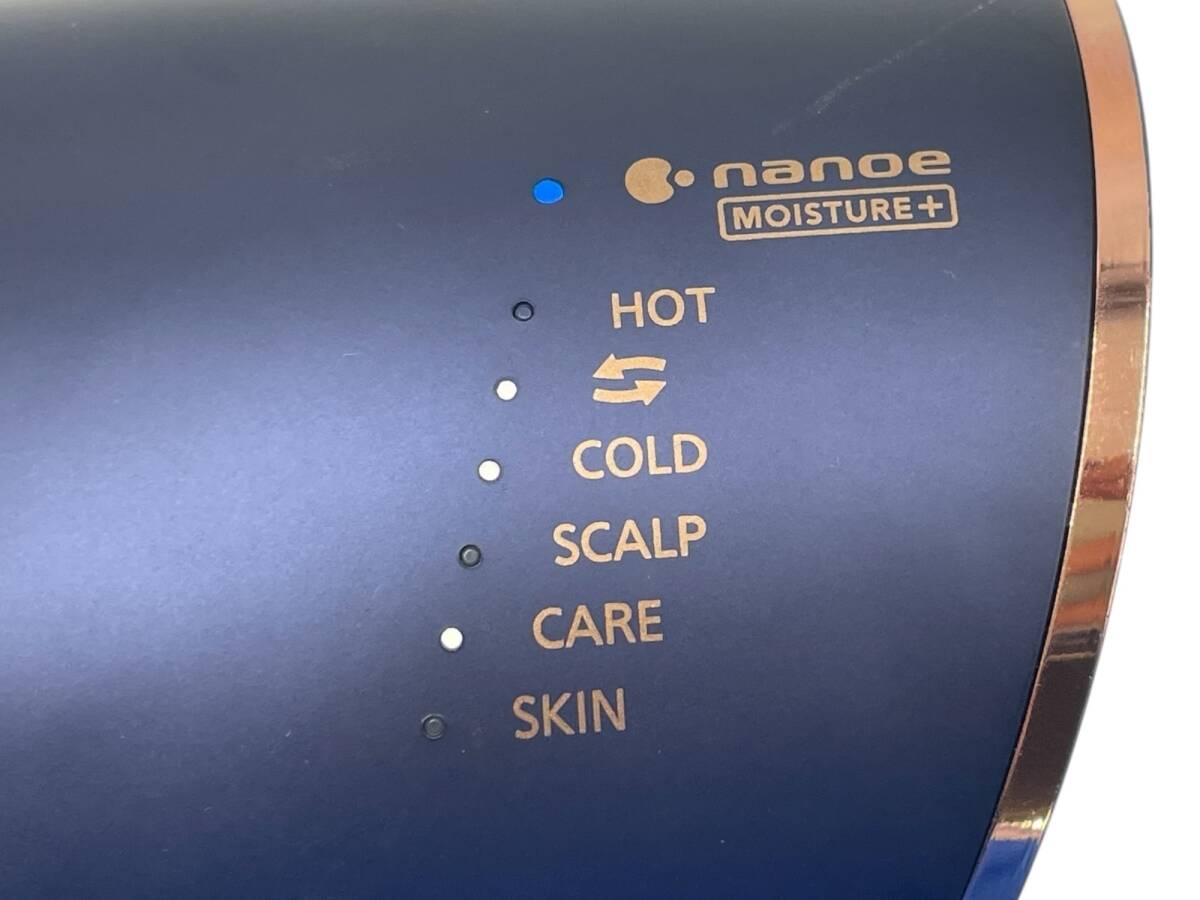 nanoe
MOISTURE+
HOT
COLD
SCALP
CARE
SKIN